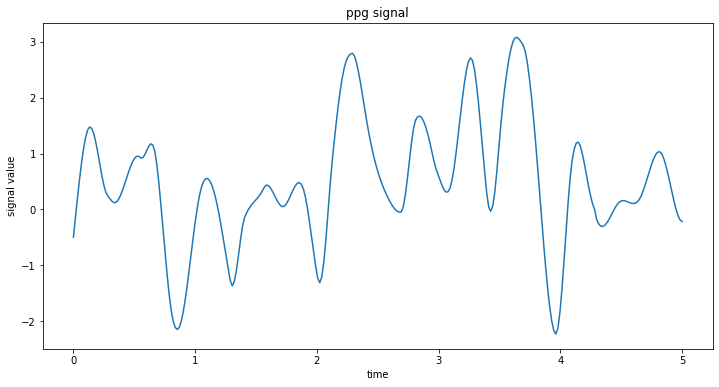 ppg signal
signal value
3
2
1
0
−1
−2
0 1 2 3 4 5
time